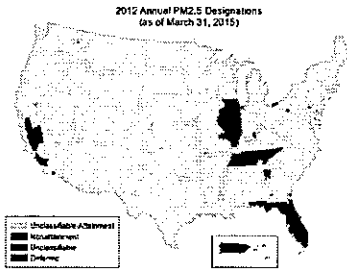 2012 Annual PM2.5 Designations
(as of March 31, 2015)
Unclassifiable/Attainment
Nonattainment
Unclassifiable
Deferred